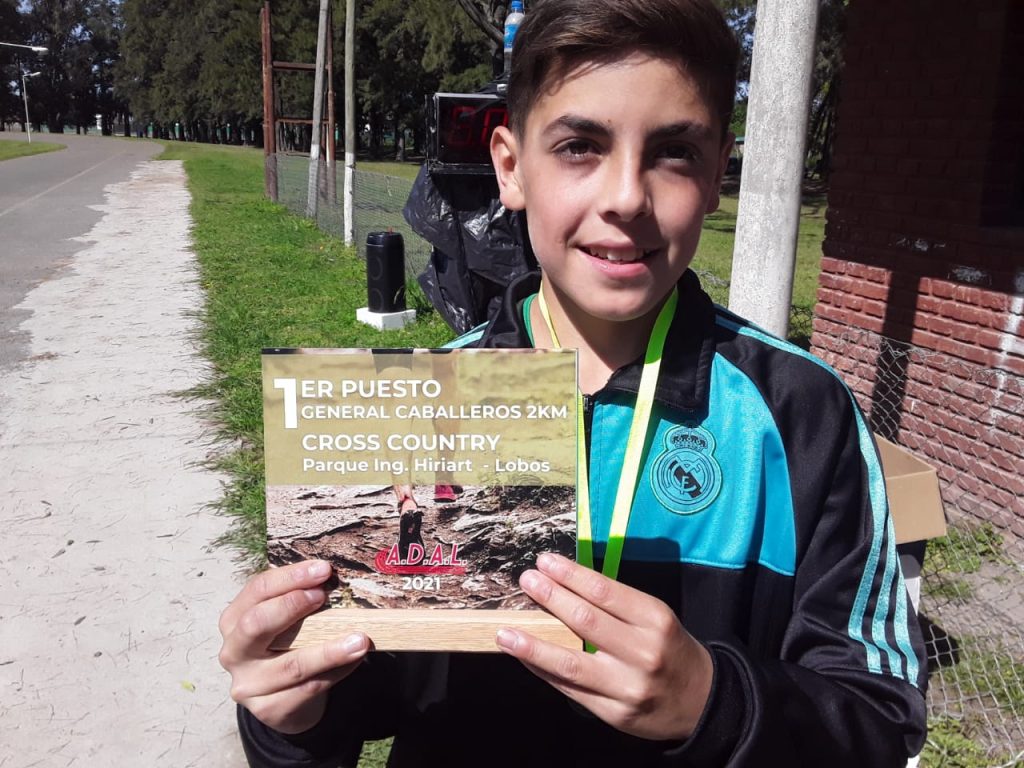 1ER PUESTO
GENERAL CABALLEROS 2KM
CROSS COUNTRY
Parque Ing. Hiriart - Lobos
A.D.A.L.
2021